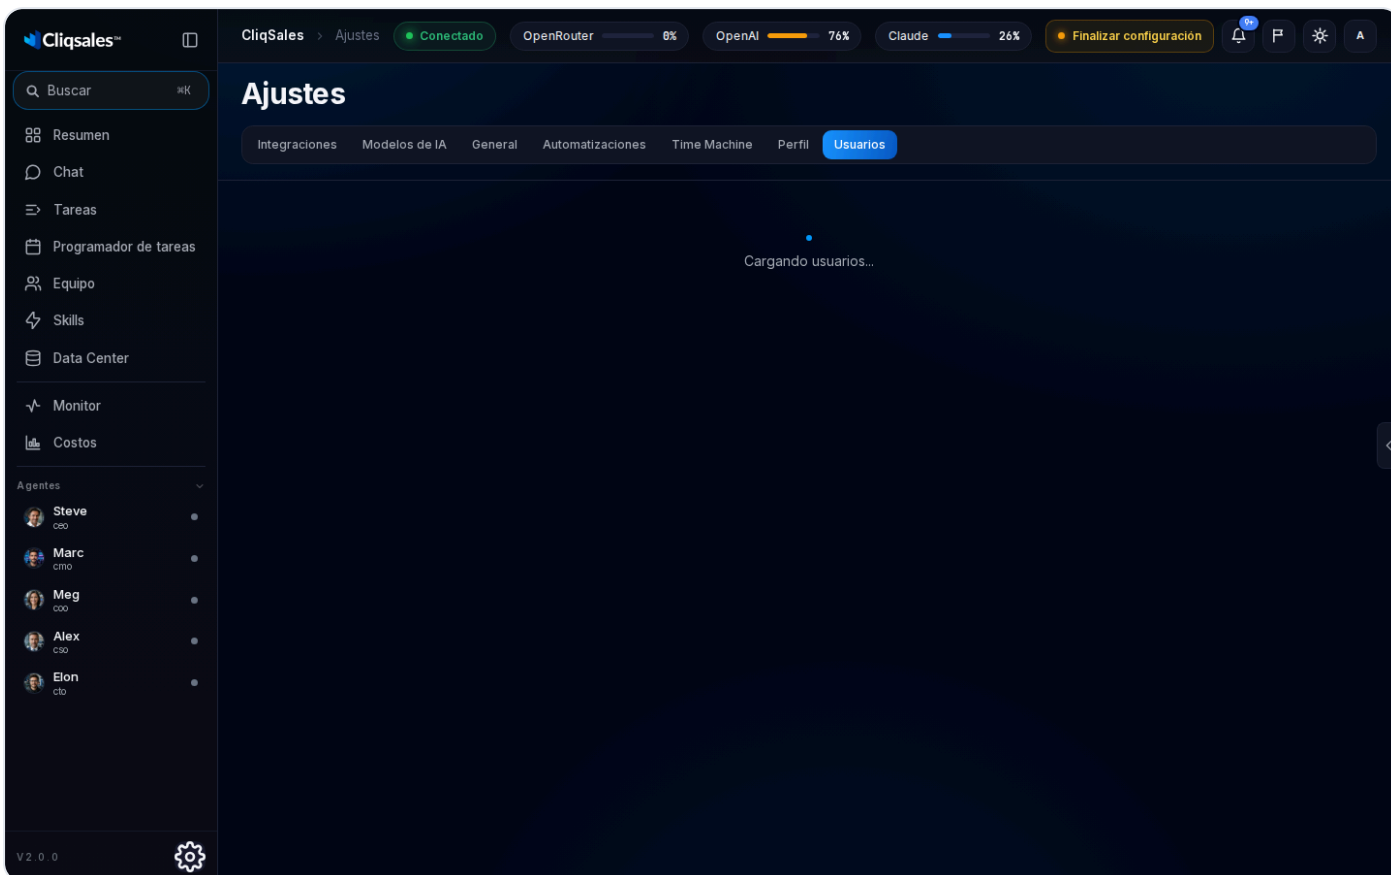 Cliqsales℠
Buscar ⌘K
Resumen
Chat
Tareas
Programador de tareas
Equipo
Skills
Data Center
Monitor
Costos
Agentes
Steve
ceo
Marc
cmo
Meg
coo
Alex
cso
Elon
cto
V2.0.0
CliqSales > Ajustes Conectado OpenRouter 0% OpenAI 76% Claude 26% Finalizar configuración 9+ A
Ajustes
Integraciones Modelos de IA General Automatizaciones Time Machine Perfil Usuarios
Cargando usuarios...